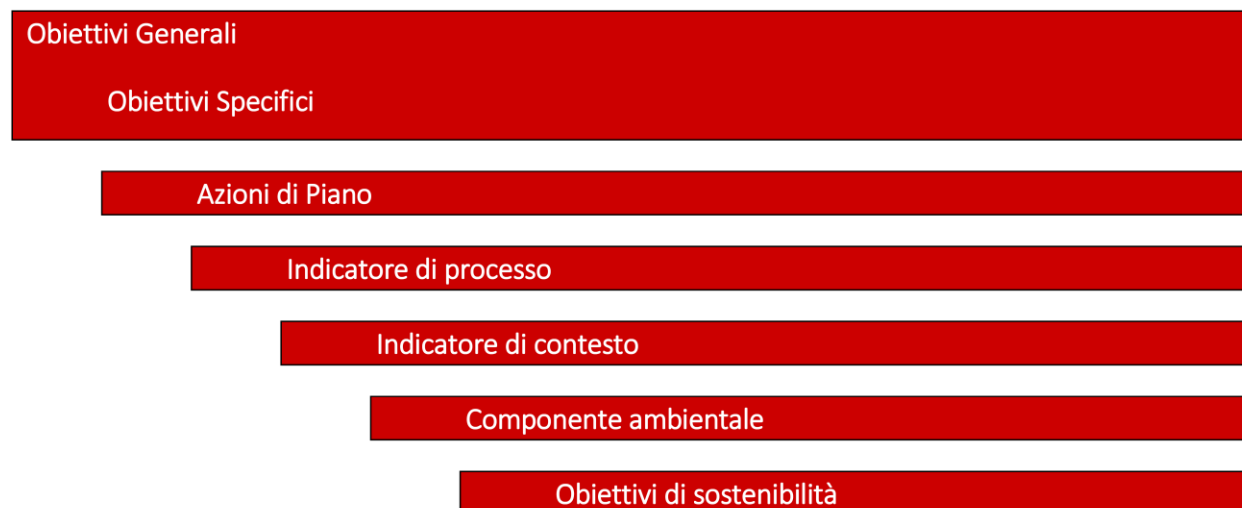 Obiettivi Generali
Obiettivi Specifici
Azioni di Piano
Indicatore di processo
Indicatore di contesto
Componente ambientale
Obiettivi di sostenibilità